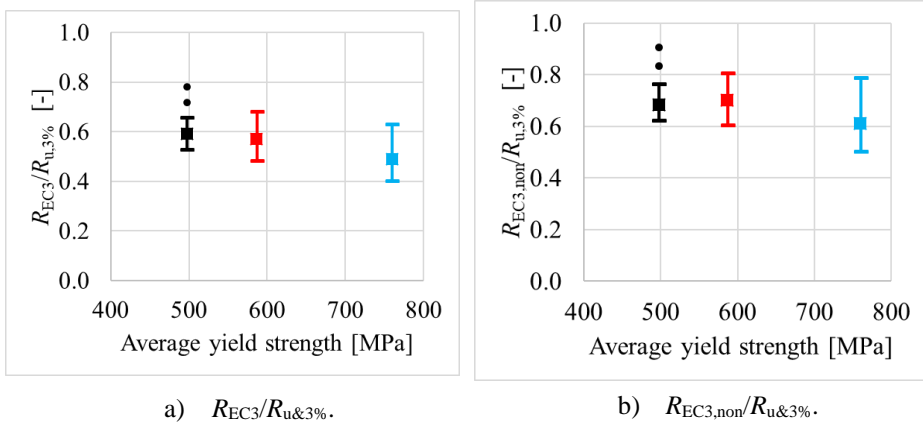 1.0
0.8
0.6
0.4
0.2
0.0
R_EC3/R_u,3% [-]
400 500 600 700 800
Average yield strength [MPa]
a) R_EC3/R_u&3%.
1.0
0.8
0.6
0.4
0.2
0.0
R_EC3,non/R_u,3% [-]
400 500 600 700 800
Average yield strength [MPa]
b) R_EC3,non/R_u&3%.